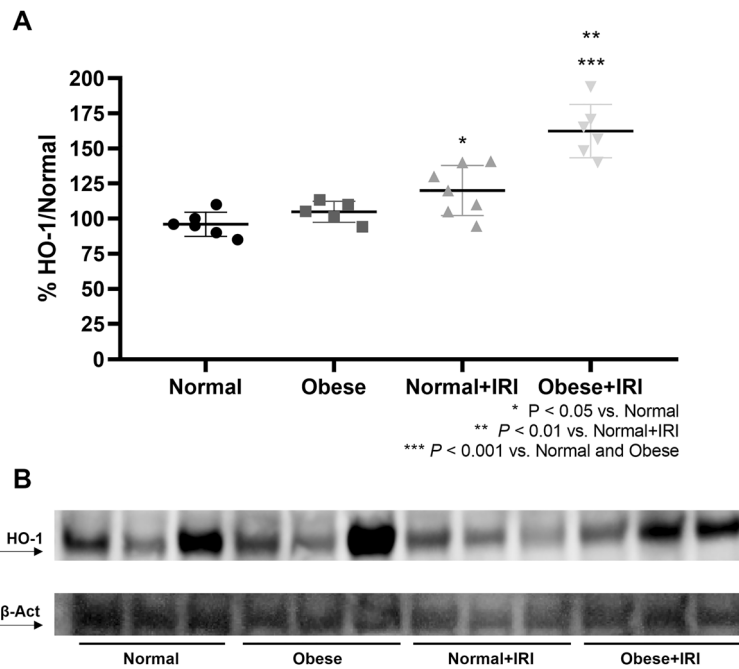 A
**
***
*
% HO-1/Normal
200
175
150
125
100
75
50
25
0
Normal Obese Normal+IRI Obese+IRI
* P < 0.05 vs. Normal
** P < 0.01 vs. Normal+IRI
*** P < 0.001 vs. Normal and Obese
B
HO-1
β-Act
Normal Obese Normal+IRI Obese+IRI